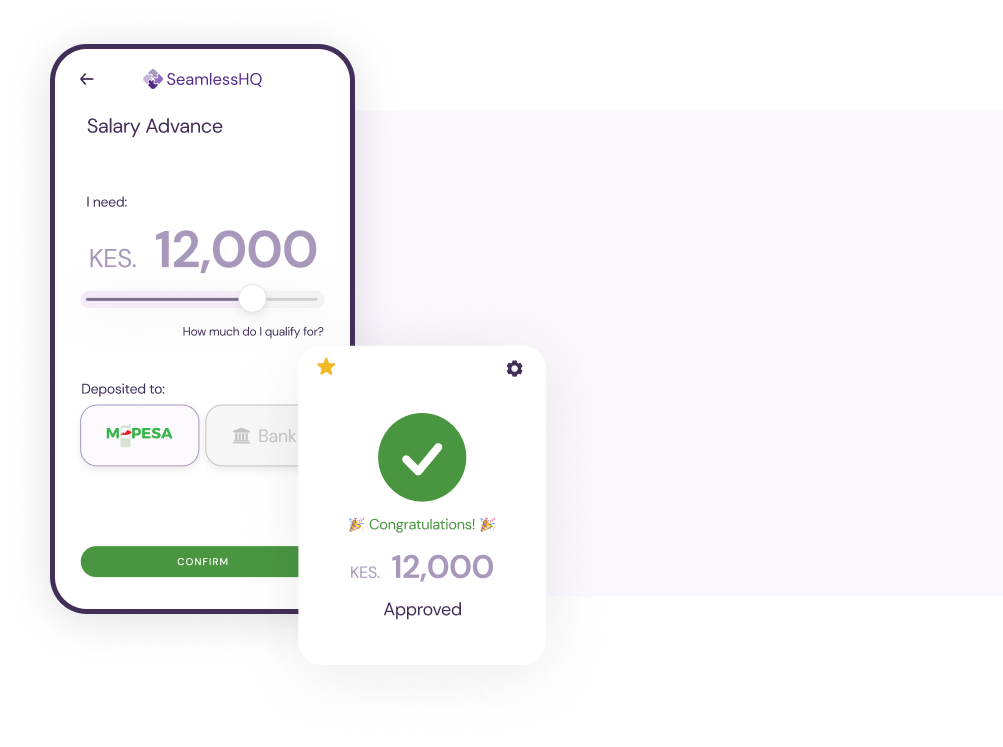 SeamlessHQ
Salary Advance
I need:
KES. 12,000
How much do I qualify for?
Deposited to:
M PESA
Bank
CONFIRM
Congratulations!
KES. 12,000
Approved